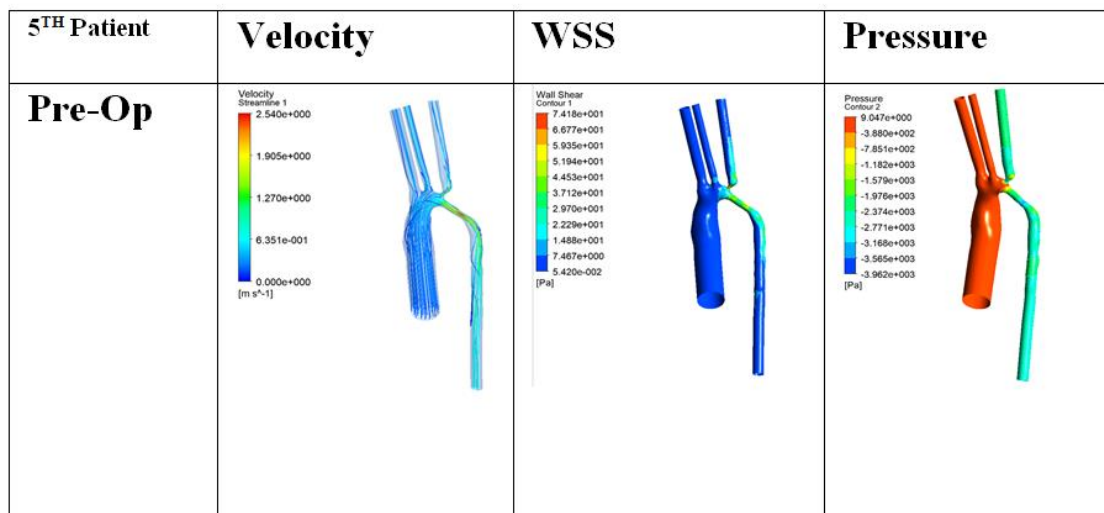 5TH Patient
Velocity
WSS
Pressure
Pre-Op
Velocity
Streamline 1
2.540e+000
1.905e+000
1.270e+000
6.351e-001
0.000e+000
[m s^-1]
Wall Shear
Contour 1
7.418e+001
6.677e+001
5.935e+001
5.194e+001
4.453e+001
3.712e+001
2.970e+001
2.229e+001
1.488e+001
7.467e+000
5.420e-002
[Pa]
Pressure
Contour 2
9.047e+000
-3.880e+002
-7.851e+002
-1.182e+003
-1.579e+003
-1.976e+003
-2.374e+003
-2.771e+003
-3.168e+003
-3.565e+003
-3.962e+003
[Pa]